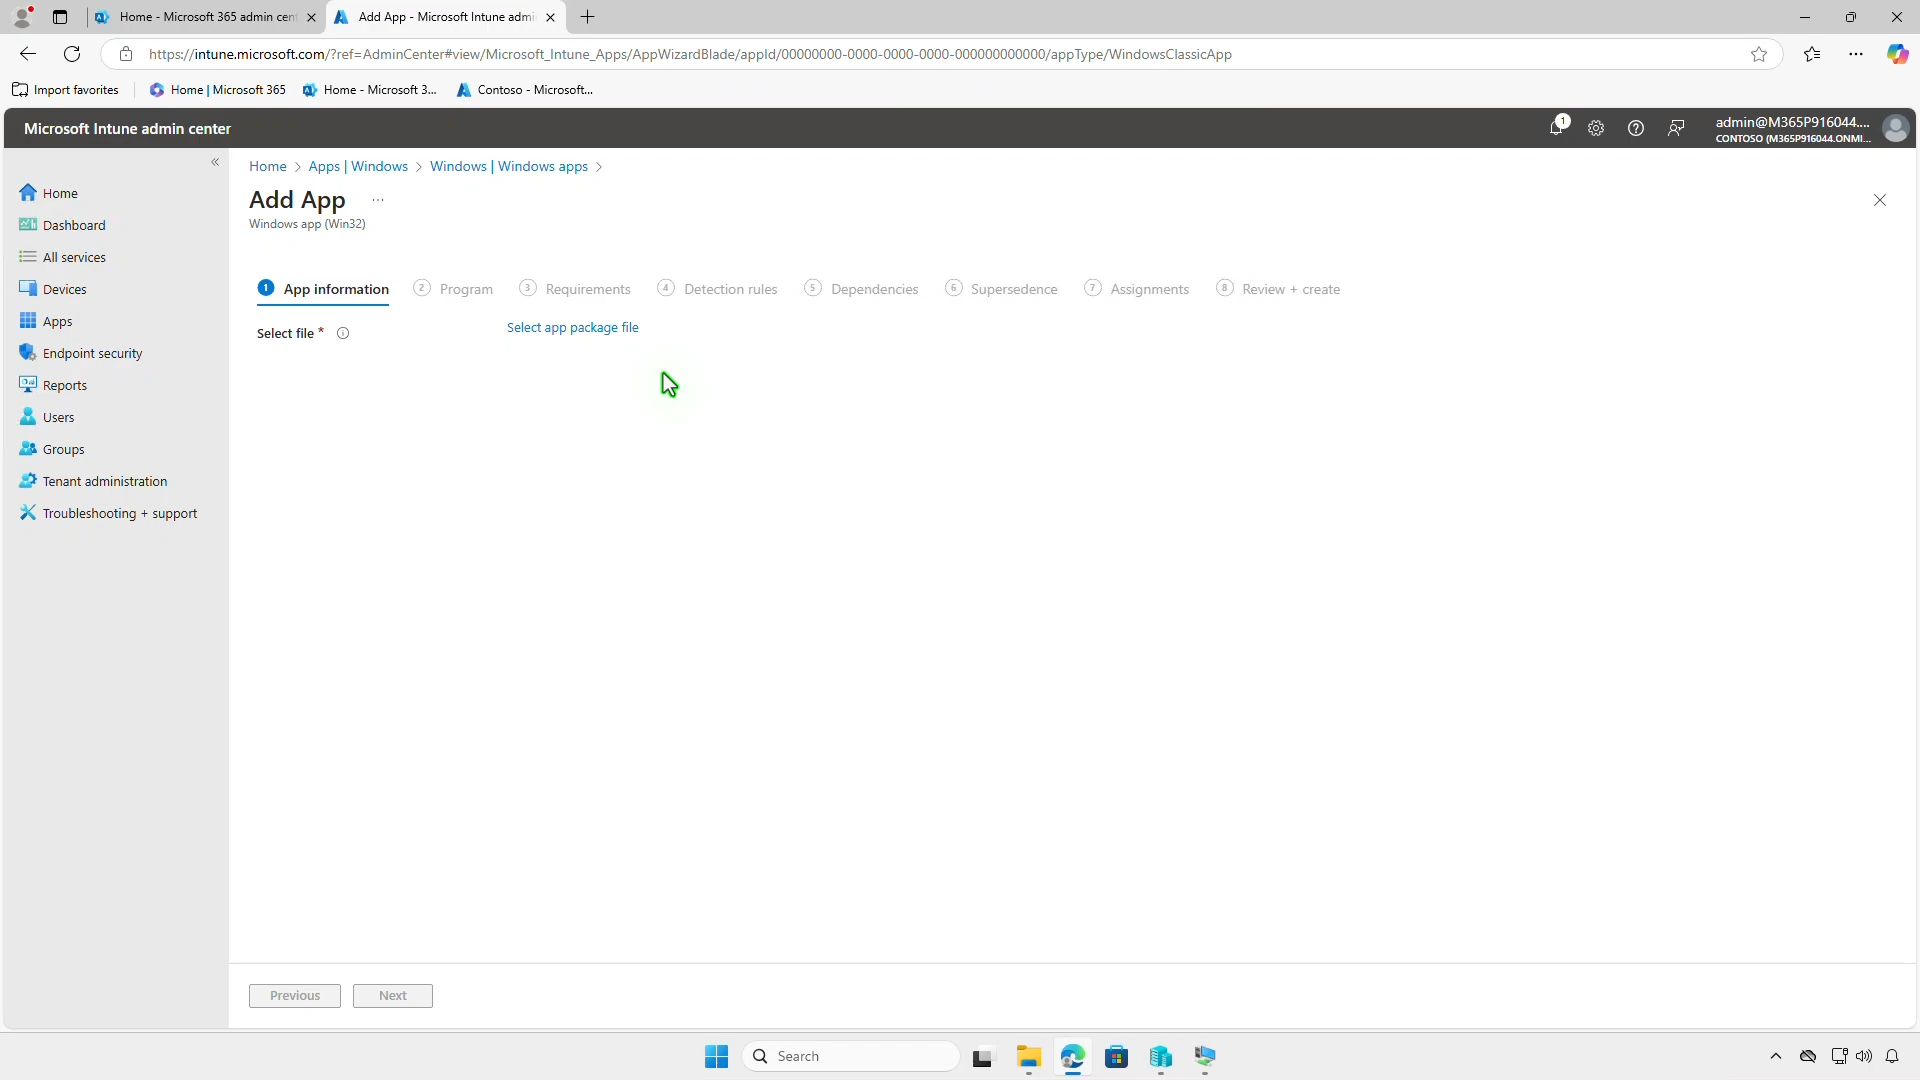 Home - Microsoft 365 admin cen
Add App - Microsoft Intune admi
https://intune.microsoft.com/?ref=AdminCenter#view/Microsoft_Intune_Apps/AppWizardBlade/appId/00000000-0000-0000-0000-000000000000/appType/WindowsClassicApp
Import favorites
Home | Microsoft 365
Home - Microsoft 3...
Contoso - Microsoft...
Microsoft Intune admin center
1
admin@M365P916044....
CONTOSO (M365P916044.ONMI...
Home > Apps | Windows > Windows | Windows apps >
Add App ...
Windows app (Win32)
Home
Dashboard
All services
Devices
Apps
Endpoint security
Reports
Users
Groups
Tenant administration
Troubleshooting + support
1 App information
2 Program
3 Requirements
4 Detection rules
5 Dependencies
6 Supersedence
7 Assignments
8 Review + create
Select file *
Select app package file
Previous
Next
Search